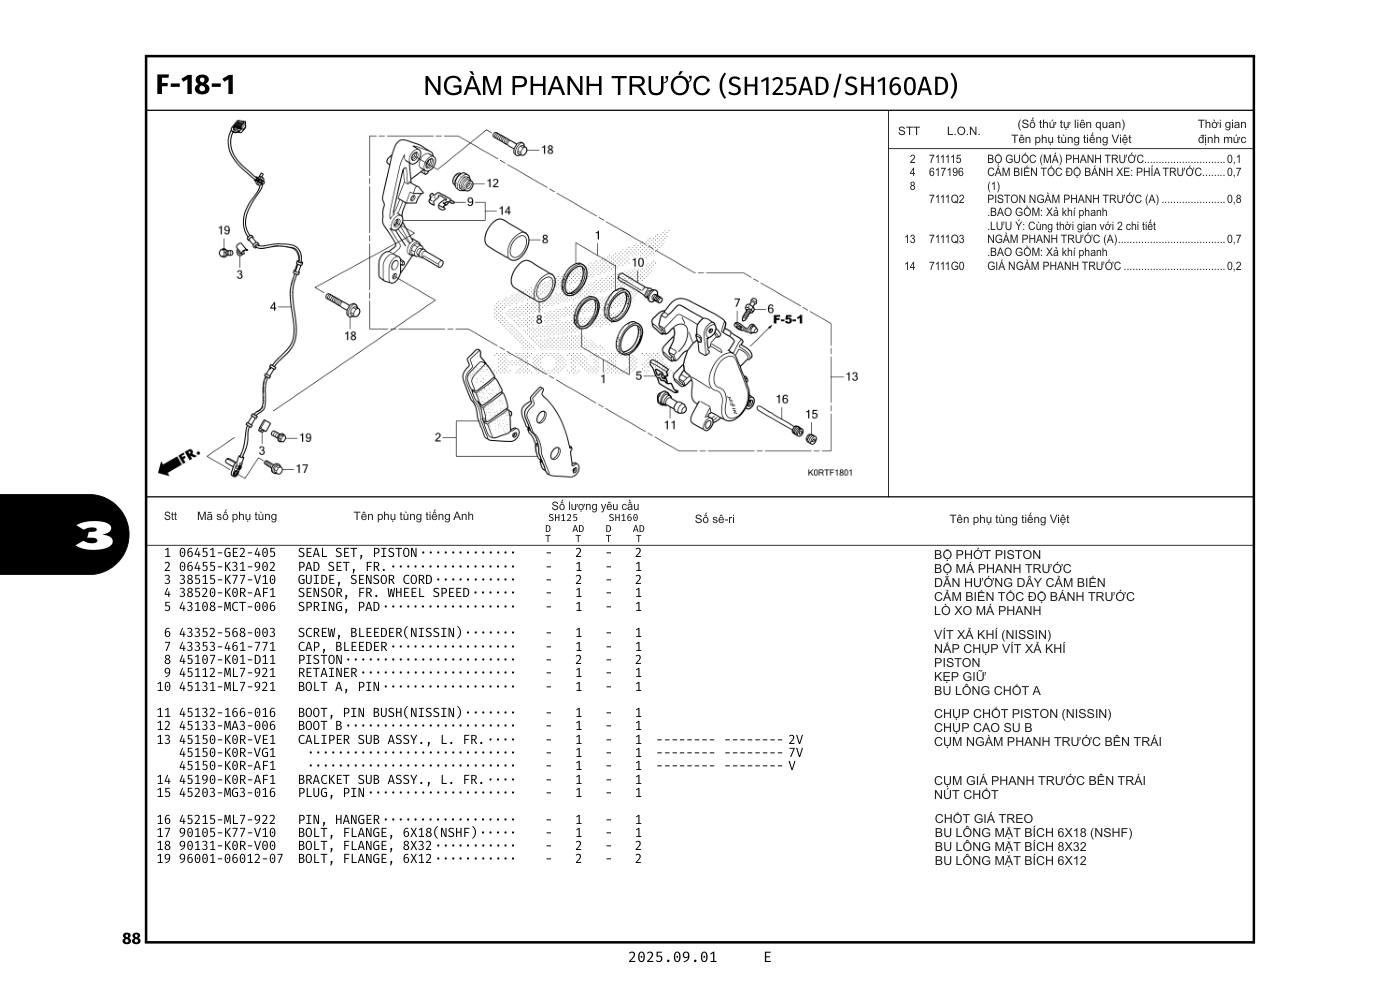 F-18-1
NGÀM PHANH TRƯỚC (SH125AD/SH160AD)
18
12
9
14
8
8
1
10
1
7
6
F-5-1
13
5
11
16
15
19
3
4
18
2
3
19
17
FR.
HONDA
K0RTF1801
STT L.O.N. (Số thứ tự liên quan) Tên phụ tùng tiếng Việt Thời gian định mức
2 711115 BỘ GUỐC (MÁ) PHANH TRƯỚC............................ 0,1
4 617196 CẢM BIẾN TỐC ĐỘ BÁNH XE: PHÍA TRƯỚC........ 0,7
8 (1)
7111Q2 PISTON NGÀM PHANH TRƯỚC (A) ...................... 0,8
.BAO GỒM: Xả khí phanh
.LƯU Ý: Cùng thời gian với 2 chi tiết
13 7111Q3 NGÀM PHANH TRƯỚC (A)..................................... 0,7
.BAO GỒM: Xả khí phanh
14 7111G0 GIÁ NGÀM PHANH TRƯỚC ................................... 0,2
Stt Mã số phụ tùng Tên phụ tùng tiếng Anh Số lượng yêu cầu Số sê-ri Tên phụ tùng tiếng Việt
SH125 SH160
D AD D AD
T T T T
1 06451-GE2-405 SEAL SET, PISTON············· - 2 - 2 BỘ PHỚT PISTON
2 06455-K31-902 PAD SET, FR.················· - 1 - 1 BỘ MÁ PHANH TRƯỚC
3 38515-K77-V10 GUIDE, SENSOR CORD··········· - 2 - 2 DẪN HƯỚNG DÂY CẢM BIẾN
4 38520-K0R-AF1 SENSOR, FR. WHEEL SPEED······ - 1 - 1 CẢM BIẾN TỐC ĐỘ BÁNH TRƯỚC
5 43108-MCT-006 SPRING, PAD·················· - 1 - 1 LÒ XO MÁ PHANH
6 43352-568-003 SCREW, BLEEDER(NISSIN)······· - 1 - 1 VÍT XẢ KHÍ (NISSIN)
7 43353-461-771 CAP, BLEEDER················· - 1 - 1 NẮP CHỤP VÍT XẢ KHÍ
8 45107-K01-D11 PISTON······················· - 2 - 2 PISTON
9 45112-ML7-921 RETAINER····················· - 1 - 1 KẸP GIỮ
10 45131-ML7-921 BOLT A, PIN·················· - 1 - 1 BU LÔNG CHỐT A
11 45132-166-016 BOOT, PIN BUSH(NISSIN)······· - 1 - 1 CHỤP CHỐT PISTON (NISSIN)
12 45133-MA3-006 BOOT B······················· - 1 - 1 CHỤP CAO SU B
13 45150-K0R-VE1 CALIPER SUB ASSY., L. FR.···· - 1 - 1 -------- -------- 2V CỤM NGÀM PHANH TRƯỚC BÊN TRÁI
45150-K0R-VG1 ···························· - 1 - 1 -------- -------- 7V
45150-K0R-AF1 ···························· - 1 - 1 -------- -------- V
14 45190-K0R-AF1 BRACKET SUB ASSY., L. FR.···· - 1 - 1 CỤM GIÁ PHANH TRƯỚC BÊN TRÁI
15 45203-MG3-016 PLUG, PIN···················· - 1 - 1 NÚT CHỐT
16 45215-ML7-922 PIN, HANGER·················· - 1 - 1 CHỐT GIÁ TREO
17 90105-K77-V10 BOLT, FLANGE, 6X18(NSHF)····· - 1 - 1 BU LÔNG MẶT BÍCH 6X18 (NSHF)
18 90131-K0R-V00 BOLT, FLANGE, 8X32··········· - 2 - 2 BU LÔNG MẶT BÍCH 8X32
19 96001-06012-07 BOLT, FLANGE, 6X12··········· - 2 - 2 BU LÔNG MẶT BÍCH 6X12
3
88
2025.09.01 E